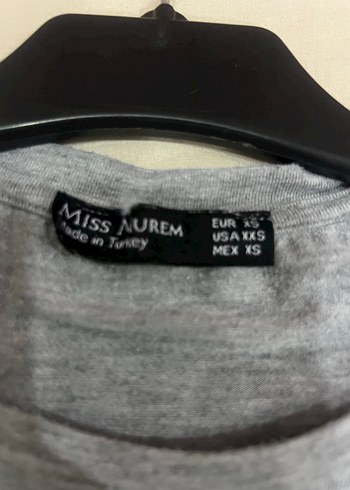 MISS AUREM
Made in Turkey
EUR XS
USA XXS
MEX XS